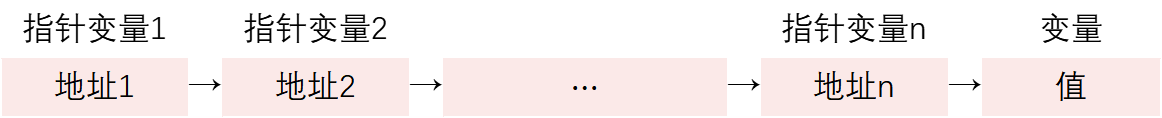 指针变量1 指针变量2 指针变量n 变量
地址1 → 地址2 → … → 地址n → 值